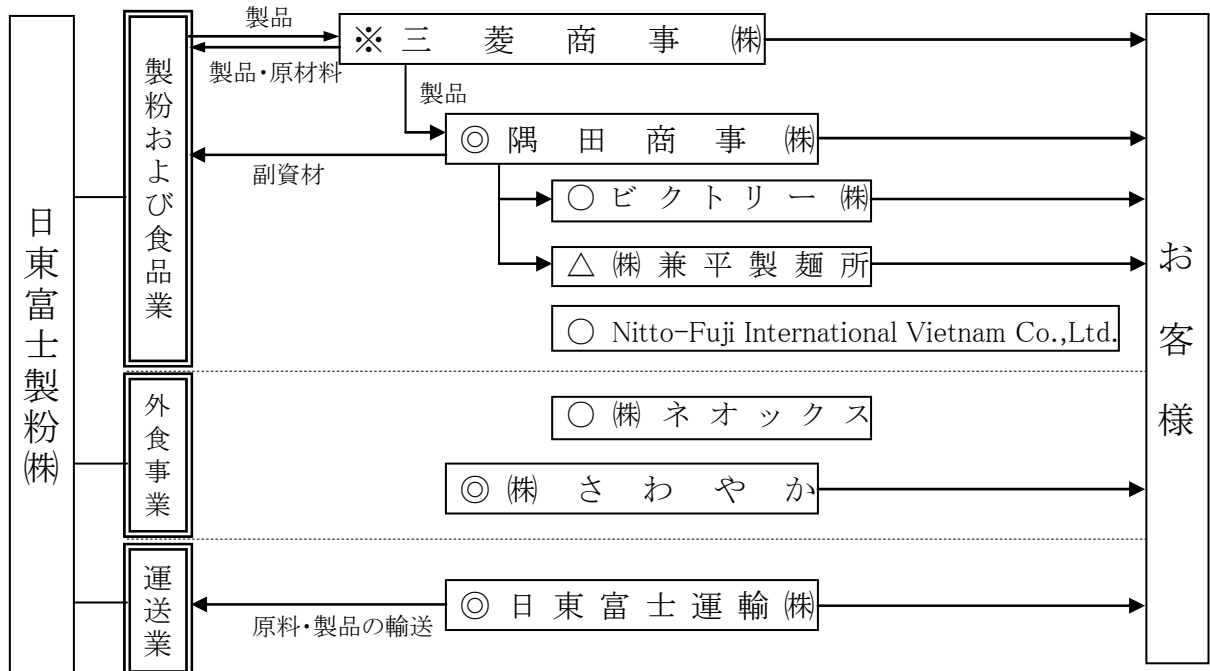 日東富士製粉㈱
製粉および食品業
製品
製品・原材料
※三菱商事㈱
製品
◎隅田商事㈱
副資材
○ビクトリー㈱
△㈱兼平製麺所
○ Nitto-Fuji International Vietnam Co.,Ltd.
外食事業
○㈱ネオックス
◎㈱さわやか
運送業
原料・製品の輸送
◎日東富士運輸㈱
お客様